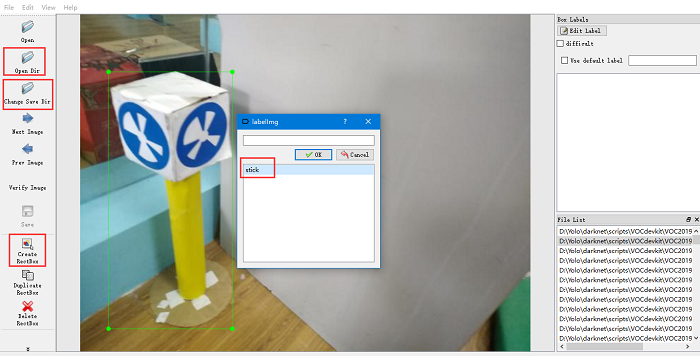 File Edit View Help
Open
Open Dir
Change Save Dir
Next Image
Prev Image
Verify Image
Save
Create
RectBox
Duplicate
RectBox
Delete
RectBox
labelImg
OK
Cancel
stick
Box Labels
Edit Label
difficult
Use default label
File List
D:\Yolo\darknet\scripts\VOCdevkit\VOC2019
D:\Yolo\darknet\scripts\VOCdevkit\VOC2019
D:\Yolo\darknet\scripts\VOCdevkit\VOC2019
D:\Yolo\darknet\scripts\VOCdevkit\VOC2019
D:\Yolo\darknet\scripts\VOCdevkit\VOC2019
D:\Yolo\darknet\scripts\VOCdevkit\VOC2019
D:\Yolo\darknet\scripts\VOCdevkit\VOC2019
D:\Yolo\darknet\scripts\VOCdevkit\VOC2019
D:\Yolo\darknet\scripts\VOCdevkit\VOC2019
D:\Yolo\darknet\scripts\VOCdevkit\VOC2019
D:\Yolo\darknet\scripts\VOCdevkit\VOC2019
D:\Yolo\darknet\scripts\VOCdevkit\VOC2019